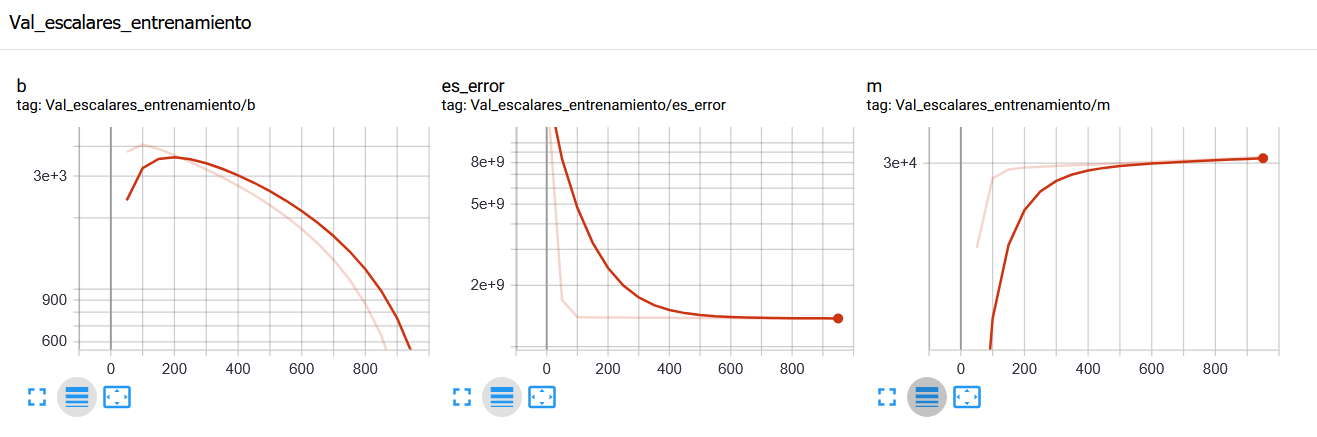 Val_escalares_entrenamiento
b
tag: Val_escalares_entrenamiento/b
3e+3
900
600
0 200 400 600 800
es_error
tag: Val_escalares_entrenamiento/es_error
8e+9
5e+9
2e+9
0 200 400 600 800
m
tag: Val_escalares_entrenamiento/m
3e+4
0 200 400 600 800